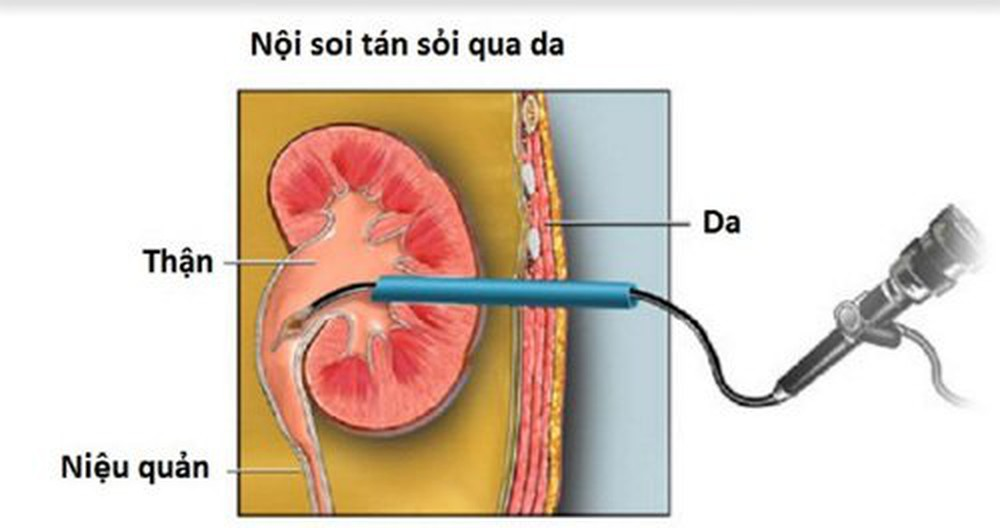 Nội soi tán sỏi qua da
Da
Thận
Niệu quản